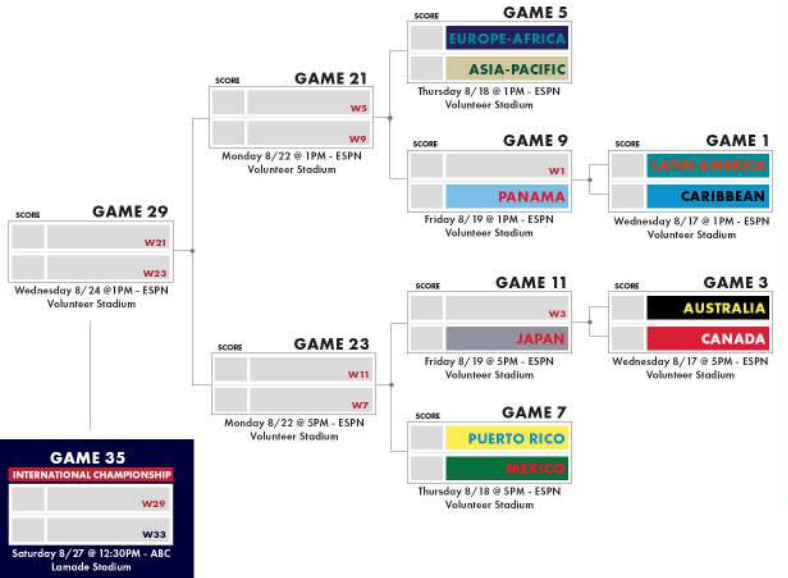 SCORE GAME 5
EUROPE-AFRICA
ASIA-PACIFIC
Thursday 8/18 @ 1PM - ESPN
Volunteer Stadium
SCORE GAME 21
W5
W9
Monday 8/22 @ 1PM - ESPN
Volunteer Stadium
SCORE GAME 9
W1
PANAMA
Friday 8/19 @ 1PM - ESPN
Volunteer Stadium
SCORE GAME 1
LATIN AMERICA
CARIBBEAN
Wednesday 8/17 @ 1PM - ESPN
Volunteer Stadium
SCORE GAME 29
W21
W23
Wednesday 8/24 @1PM - ESPN
Volunteer Stadium
SCORE GAME 11
W3
JAPAN
Friday 8/19 @ 5PM - ESPN
Volunteer Stadium
SCORE GAME 3
AUSTRALIA
CANADA
Wednesday 8/17 @ 5PM - ESPN
Volunteer Stadium
SCORE GAME 23
W11
W7
Monday 8/22 @ 5PM - ESPN
Volunteer Stadium
SCORE GAME 7
PUERTO RICO
MEXICO
Thursday 8/18 @ 5PM - ESPN
Volunteer Stadium
GAME 35
INTERNATIONAL CHAMPIONSHIP
W29
W33
Saturday 8/27 @ 12:30PM - ABC
Lamade Stadium